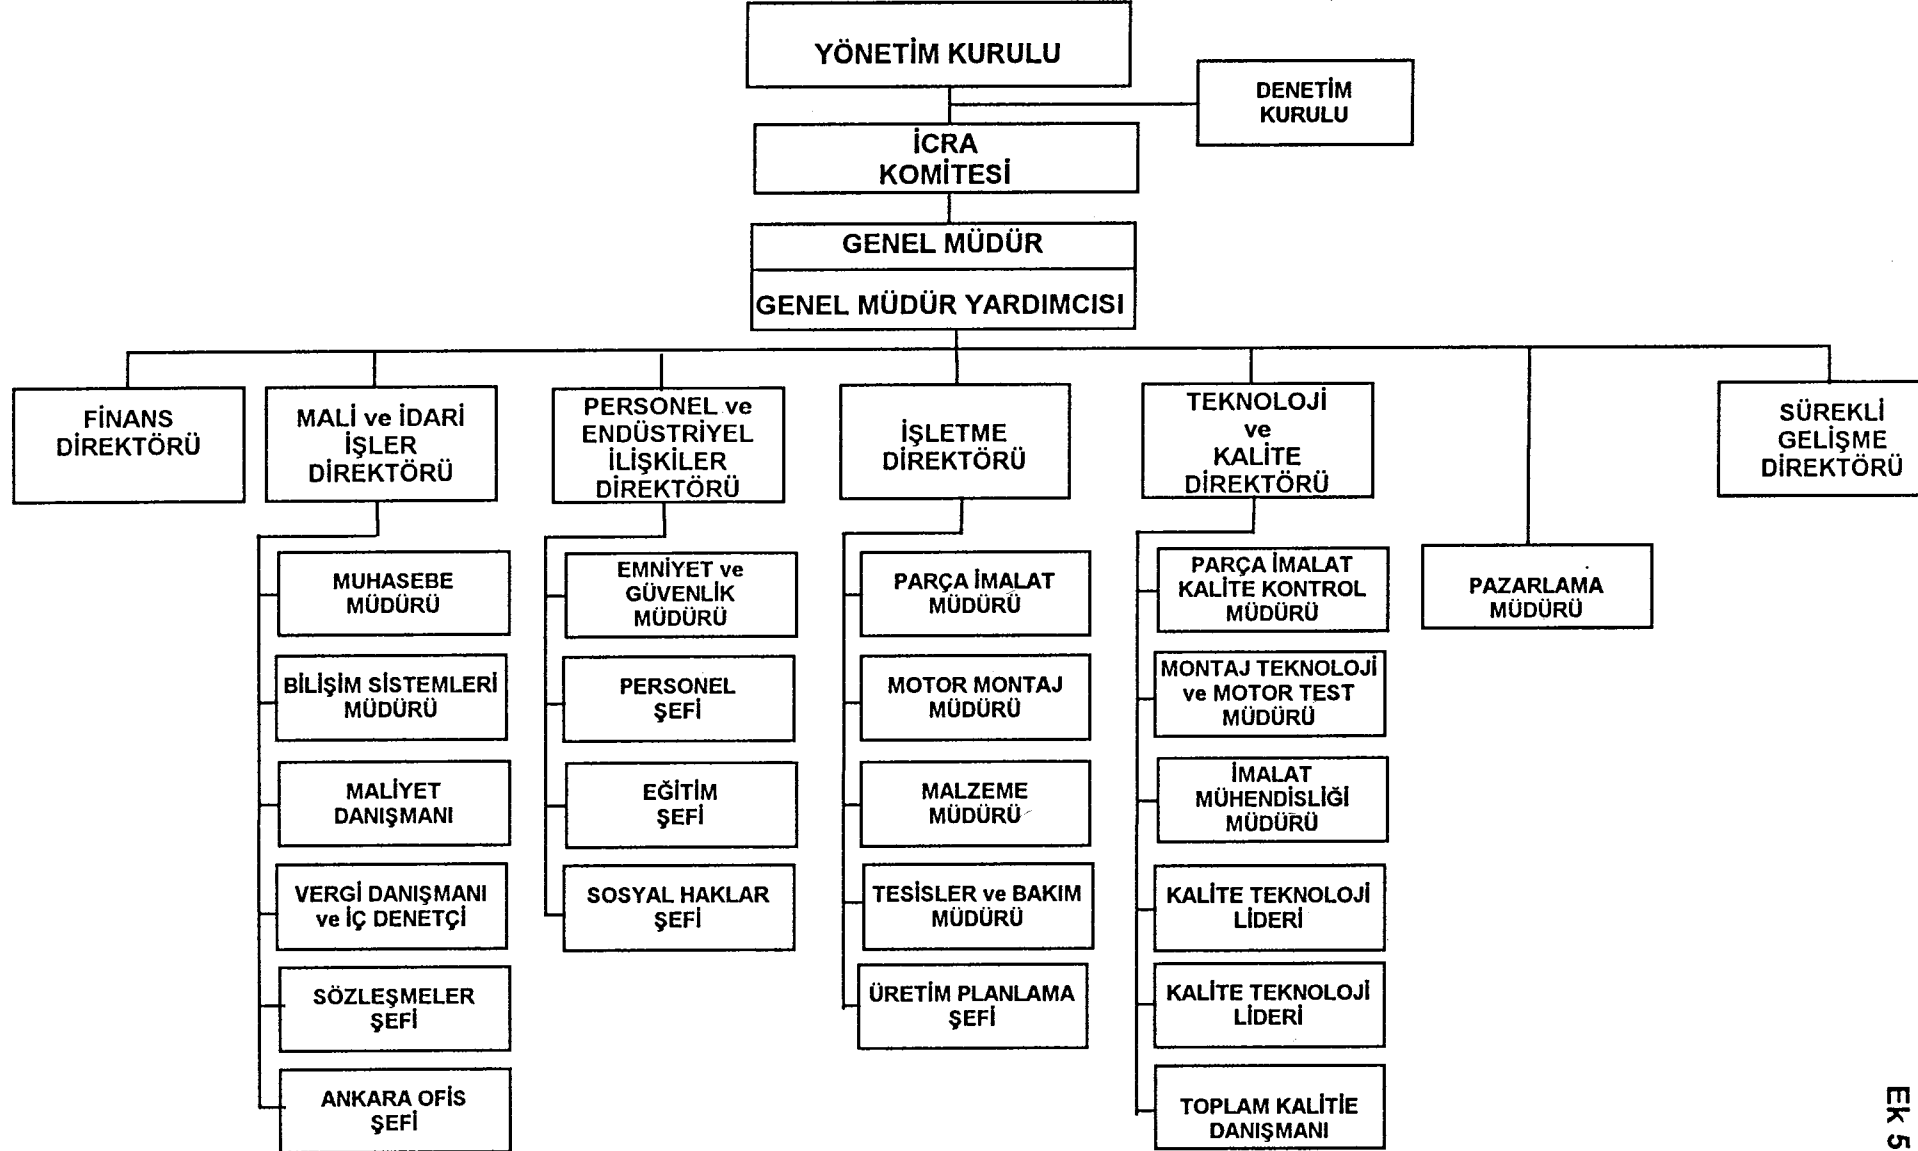 YÖNETİM KURULU
DENETİM
KURULU
İCRA
KOMİTESİ
GENEL MÜDÜR
GENEL MÜDÜR YARDIMCISI
FİNANS
DİREKTÖRÜ
MALİ ve İDARİ
İŞLER
DİREKTÖRÜ
PERSONEL ve
ENDÜSTRİYEL
İLİŞKİLER
DİREKTÖRÜ
İŞLETME
DİREKTÖRÜ
TEKNOLOJİ
ve
KALİTE
DİREKTÖRÜ
SÜREKLİ
GELİŞME
DİREKTÖRÜ
MUHASEBE
MÜDÜRÜ
BİLİŞİM SİSTEMLERİ
MÜDÜRÜ
MALİYET
DANIŞMANI
VERGİ DANIŞMANI
ve İÇ DENETÇİ
SÖZLEŞMELER
ŞEFİ
ANKARA OFİS
ŞEFİ
EMNİYET ve
GÜVENLİK
MÜDÜRÜ
PERSONEL
ŞEFİ
EĞİTİM
ŞEFİ
SOSYAL HAKLAR
ŞEFİ
PARÇA İMALAT
MÜDÜRÜ
MOTOR MONTAJ
MÜDÜRÜ
MALZEME
MÜDÜRÜ
TESİSLER ve BAKIM
MÜDÜRÜ
ÜRETİM PLANLAMA
ŞEFİ
PARÇA İMALAT
KALİTE KONTROL
MÜDÜRÜ
MONTAJ TEKNOLOJİ
ve MOTOR TEST
MÜDÜRÜ
İMALAT
MÜHENDİSLİĞİ
MÜDÜRÜ
KALİTE TEKNOLOJİ
LİDERİ
KALİTE TEKNOLOJİ
LİDERİ
TOPLAM KALİTİE
DANIŞMANI
PAZARLAMA
MÜDÜRÜ
EK 5